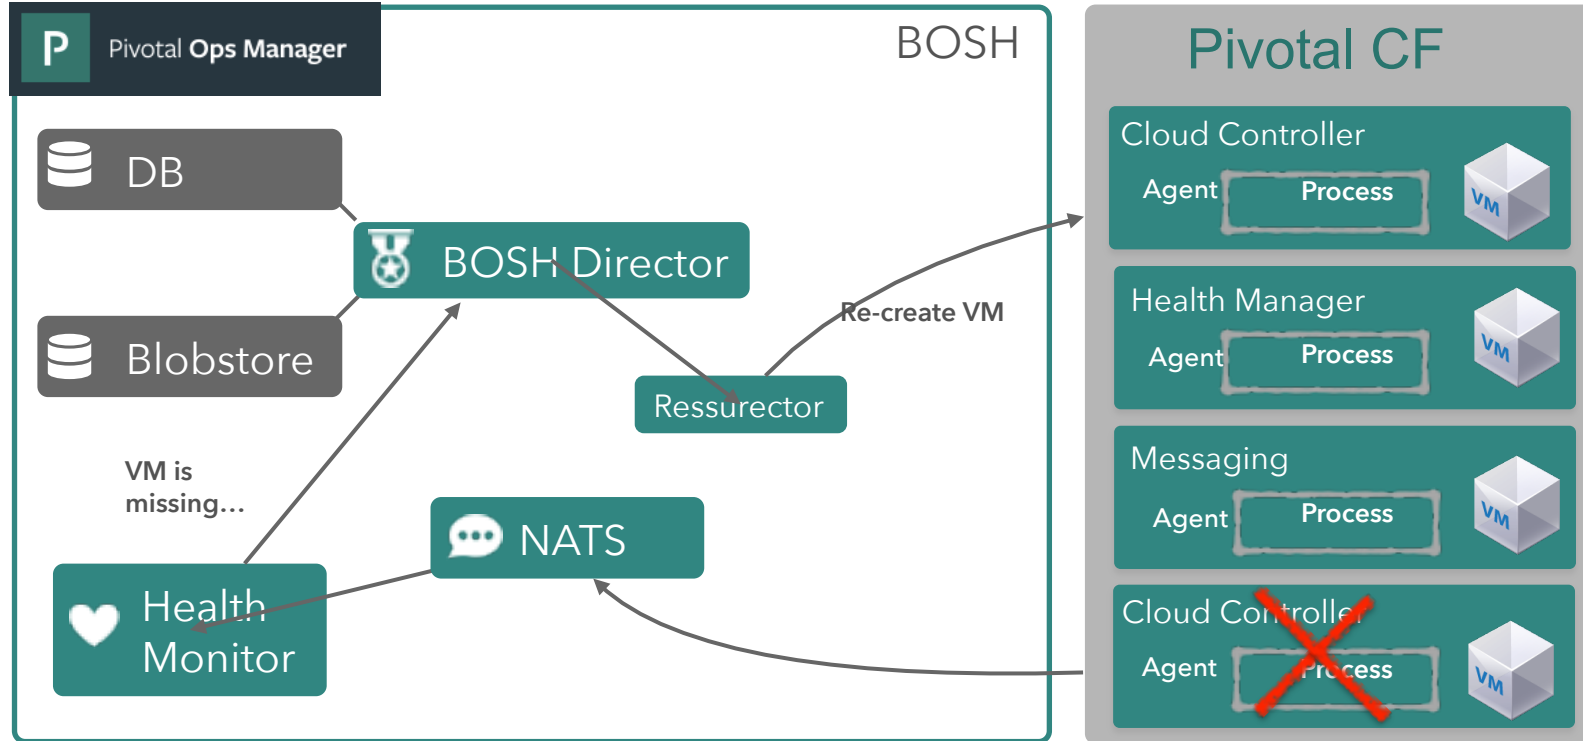 P
Pivotal Ops Manager
BOSH
DB
BOSH Director
Blobstore
Re-create VM
Ressurector
VM is
missing...
NATS
Health
Monitor
Pivotal CF
Cloud Controller
Agent
Process
VM
Health Manager
Agent
Process
VM
Messaging
Agent
Process
VM
Cloud Controller
Agent
Process
VM